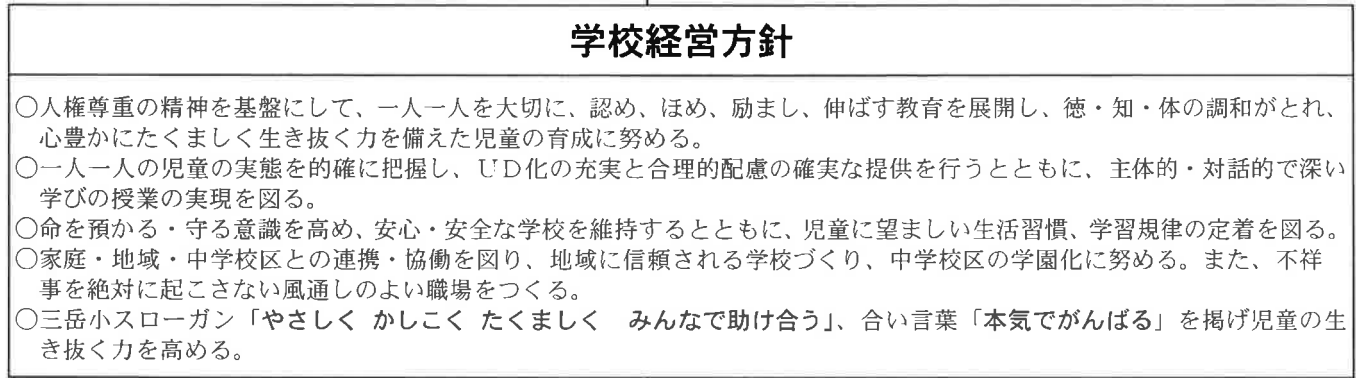 学校経営方針
○人権尊重の精神を基盤にして、一人一人を大切に、認め、ほめ、励まし、伸ばす教育を展開し、徳・知・体の調和がとれ、
心豊かにたくましく生き抜く力を備えた児童の育成に努める。
○一人一人の児童の実態を的確に把握し、UD化の充実と合理的配慮の確実な提供を行うとともに、主体的・対話的で深い
学びの授業の実現を図る。
○命を預かる・守る意識を高め、安心・安全な学校を維持するとともに、児童に望ましい生活習慣、学習規律の定着を図る。
○家庭・地域・中学校区との連携・協働を図り、地域に信頼される学校づくり、中学校区の学園化に努める。また、不祥
事を絶対に起こさない風通しのよい職場をつくる。
○三岳小スローガン「やさしく かしこく たくましく　みんなで助け合う」、合い言葉「本気でがんばる」を掲げ児童の生
き抜く力を高める。